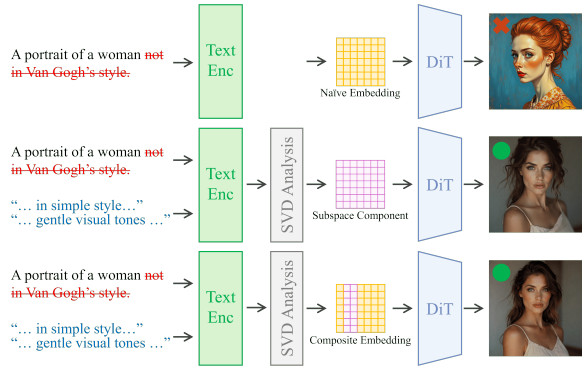 A portrait of a woman not
in Van Gogh's style.
Text
Enc
Naïve Embedding
DiT
A portrait of a woman not
in Van Gogh's style.
"... in simple style..."
"... gentle visual tones ..."
Text
Enc
SVD Analysis
Subspace Component
DiT
A portrait of a woman not
in Van Gogh's style.
"... in simple style..."
"... gentle visual tones ..."
Text
Enc
SVD Analysis
Composite Embedding
DiT